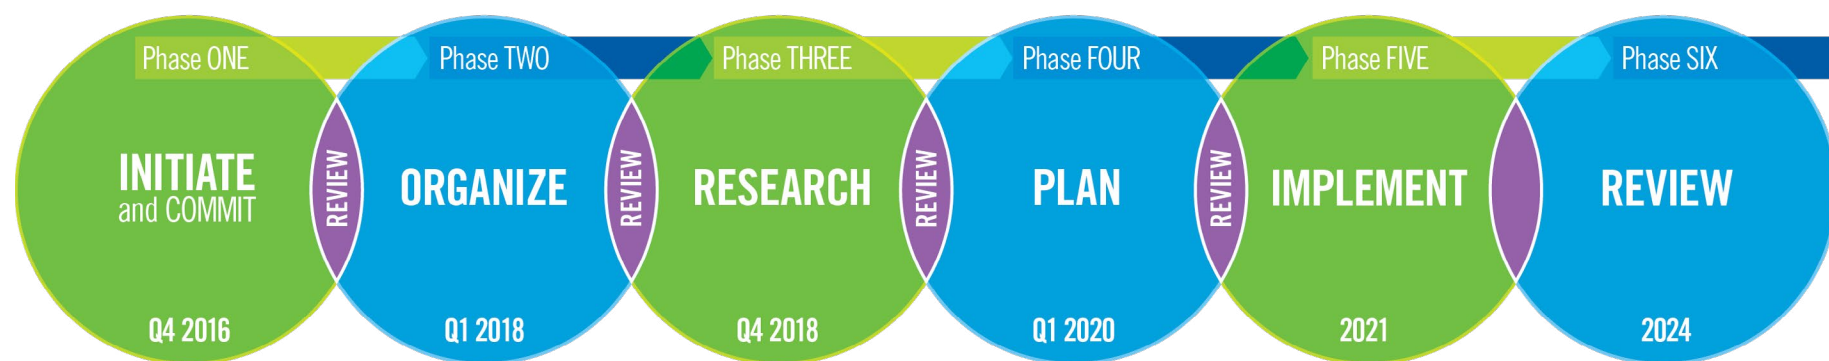 Phase ONE
Phase TWO
Phase THREE
Phase FOUR
Phase FIVE
Phase SIX
INITIATE
and COMMIT
REVIEW
ORGANIZE
REVIEW
RESEARCH
REVIEW
PLAN
REVIEW
IMPLEMENT
REVIEW
Q4 2016
Q1 2018
Q4 2018
Q1 2020
2021
2024